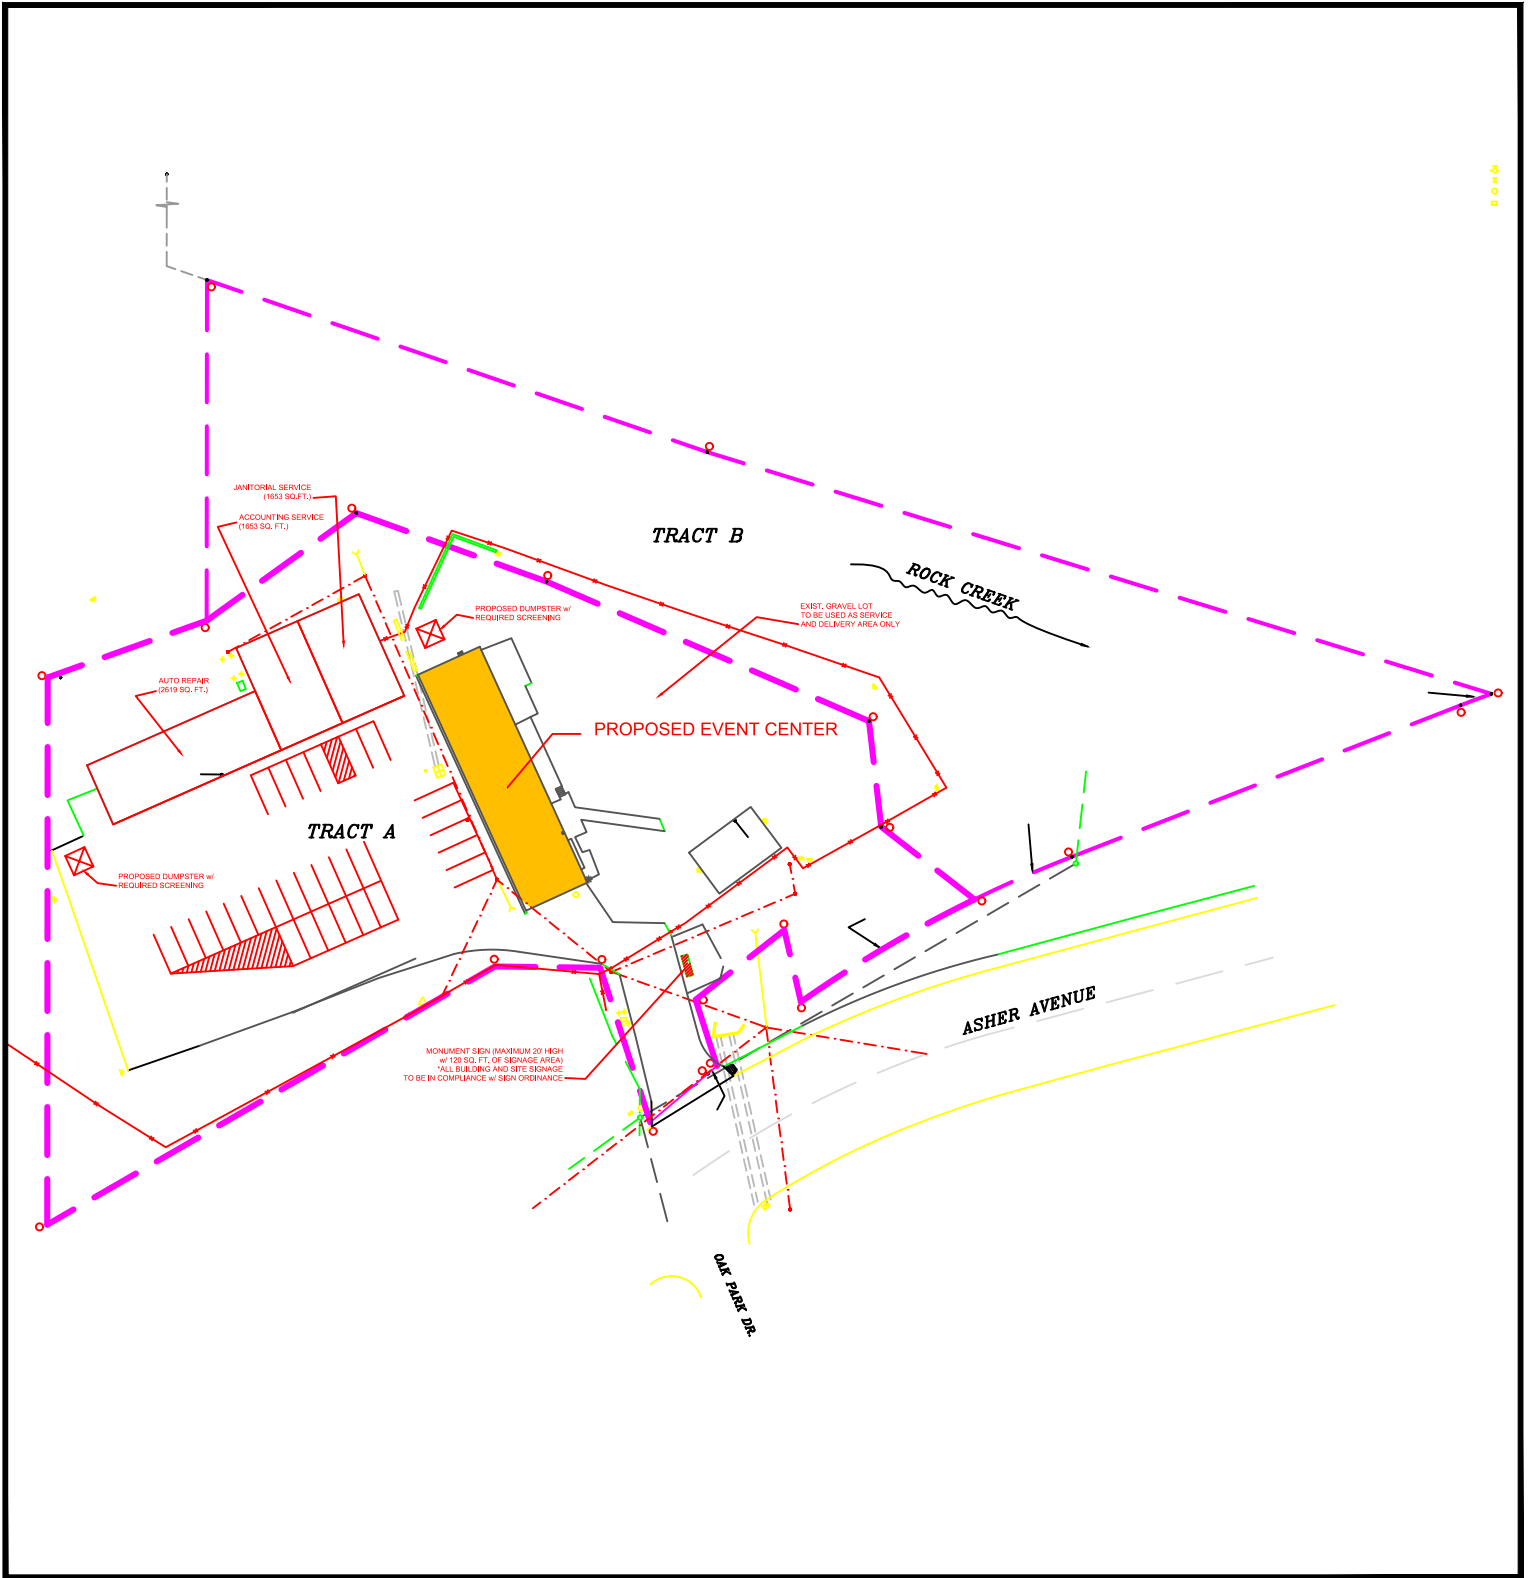 JANITORIAL SERVICE
(1653 SQ.FT.)
ACCOUNTING SERVICE
(1653 SQ. FT.)
TRACT B
ROCK CREEK
PROPOSED DUMPSTER w/
REQUIRED SCREENING
EXIST. GRAVEL LOT
TO BE USED AS SERVICE
AND DELIVERY AREA ONLY
AUTO REPAIR
(2619 SQ. FT.)
PROPOSED EVENT CENTER
TRACT A
PROPOSED DUMPSTER w/
REQUIRED SCREENING
ASHER AVENUE
MONUMENT SIGN (MAXIMUM 20' HIGH
w/ 120 SQ. FT. OF SIGNAGE AREA)
*ALL BUILDING AND SITE SIGNAGE
TO BE IN COMPLIANCE w/ SIGN ORDINANCE
OAK PARK DR.